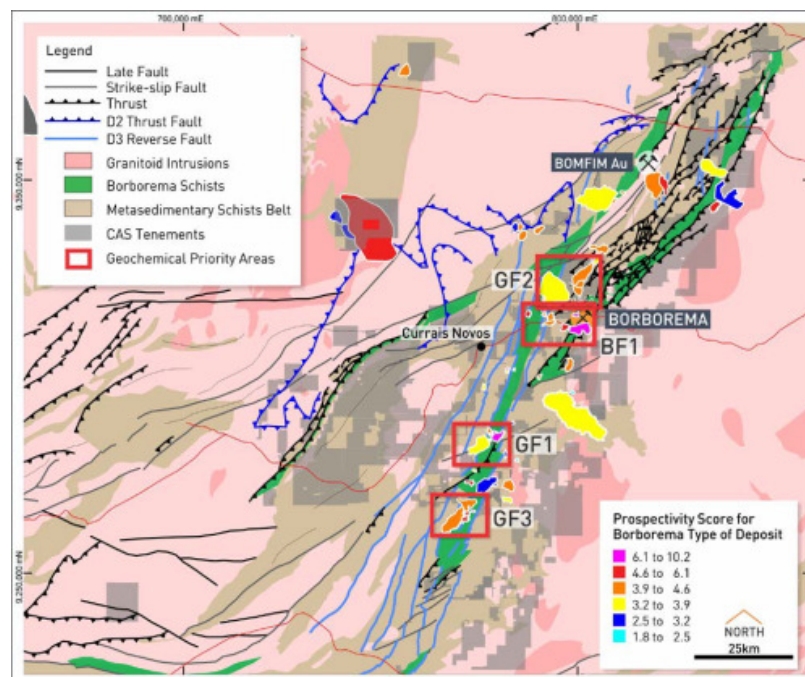 700,000 mE
800,000 mE
Legend
Late Fault
Strike-slip Fault
Thrust
D2 Thrust Fault
D3 Reverse Fault
Granitoid Intrusions
Borborema Schists
Metasedimentary Schists Belt
CAS Tenements
Geochemical Priority Areas
9,350,000 mN
BOMFIM Au
GF2
BORBOREMA
Currais Novos
BF1
GF1
GF3
9,250,000 mN
Prospectivity Score for
Borborema Type of Deposit
6.1 to 10.2
4.6 to 6.1
3.9 to 4.6
3.2 to 3.9
2.5 to 3.2
1.8 to 2.5
NORTH
25km